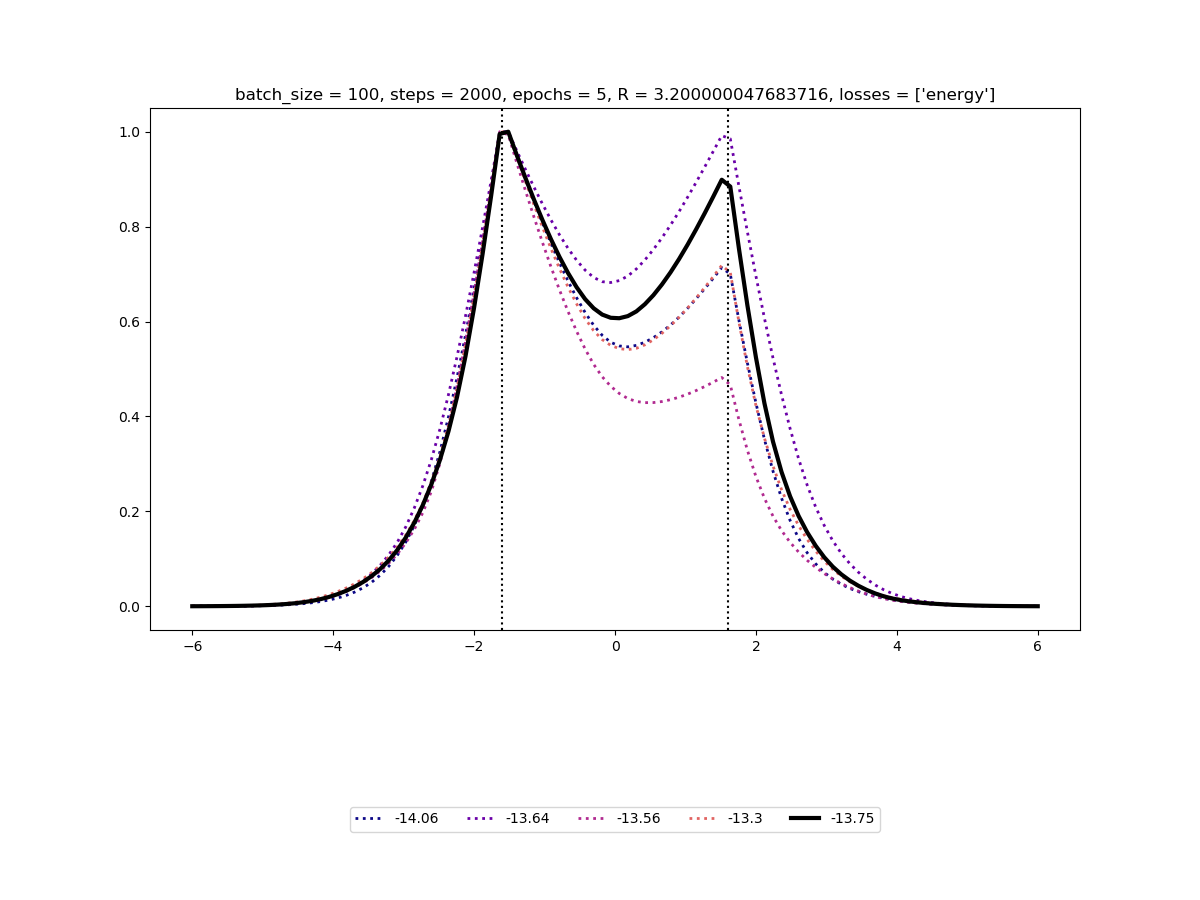 batch_size = 100, steps = 2000, epochs = 5, R = 3.200000047683716, losses = ['energy']
1.0
0.8
0.6
0.4
0.2
0.0
−6 −4 −2 0 2 4 6
-14.06 -13.64 -13.56 -13.3 -13.75